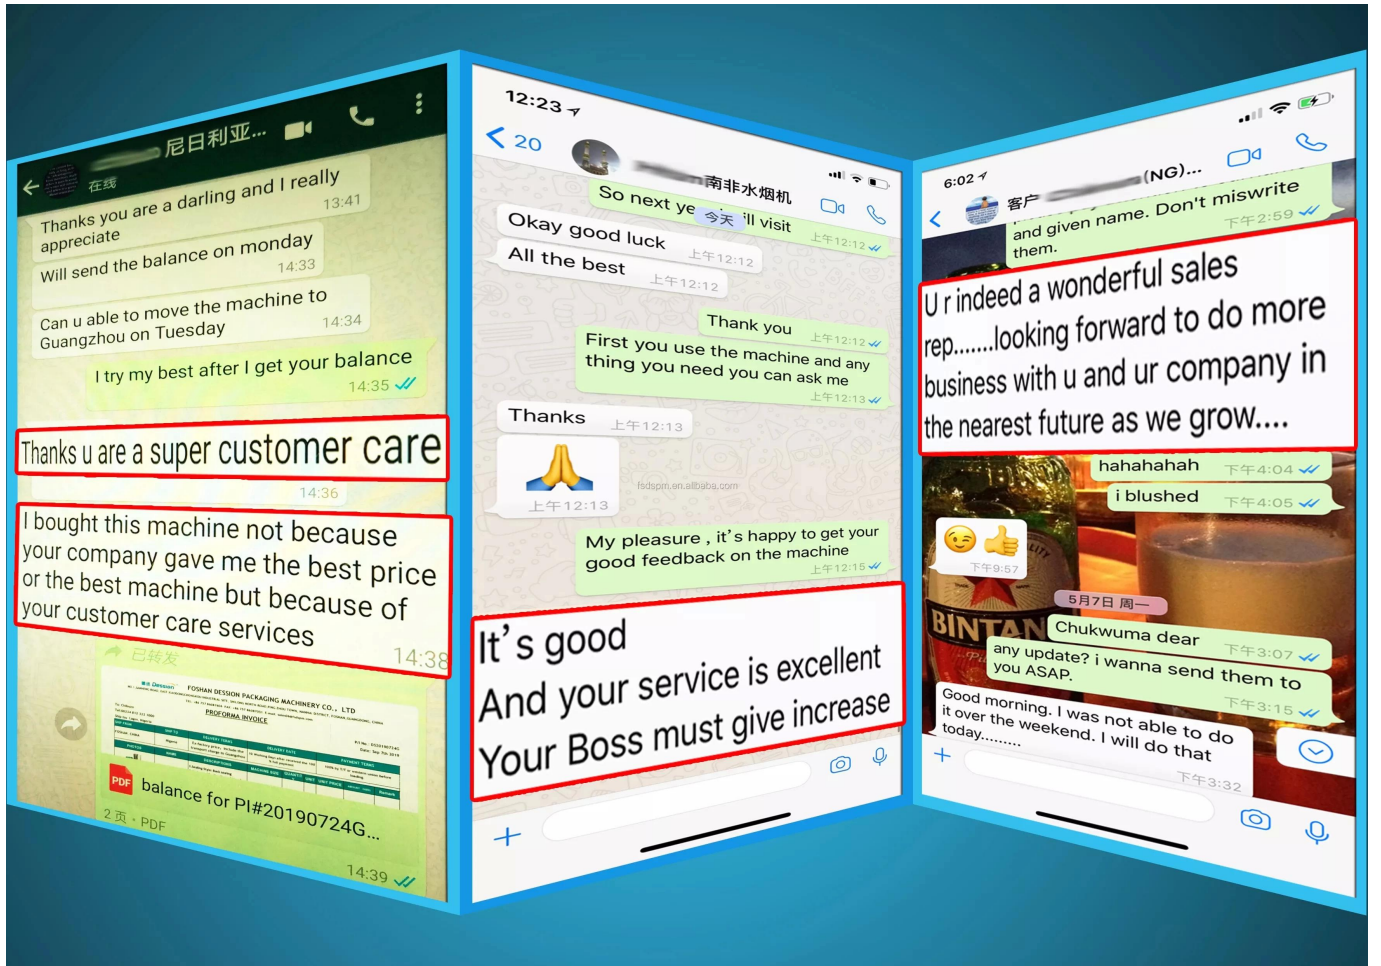 尼日利亚...
在线
Thanks you are a darling and I really
appreciate
13:41
Will send the balance on monday
14:33
Can u able to move the machine to
Guangzhou on Tuesday
14:34
I try my best after I get your balance
14:35
Thanks u are a super customer care
14:36
I bought this machine not because
your company gave me the best price
or the best machine but because of
your customer care services
14:38
已转发
Dession
FOSHAN DESSION PACKAGING MACHINERY CO., LTD
PROFORMA INVOICE
balance for PI#20190724G...
PDF
2 页 · PDF
14:39
12:23
20
南非水烟机
So next ye
ill visit
今天
上午12:12
Okay good luck
上午12:12
All the best
上午12:12
Thank you
上午12:12
First you use the machine and any
thing you need you can ask me
上午12:13
Thanks
上午12:13
上午12:13
fsdspm.en.alibaba.com
My pleasure , it's happy to get your
good feedback on the machine
上午12:15
It's good
And your service is excellent
Your Boss must give increase
6:02
客户
(NG)...
and given name. Don't miswrite
them.
下午2:59
U r indeed a wonderful sales
rep.......looking forward to do more
business with u and ur company in
the nearest future as we grow....
hahahahah
下午4:04
i blushed
下午4:05
下午9:57
BINTAN
5月7日 周一
Chukwuma dear
下午3:07
any update? i wanna send them to
you ASAP.
下午3:15
Good morning. I was not able to do
it over the weekend. I will do that
today.........
下午3:32